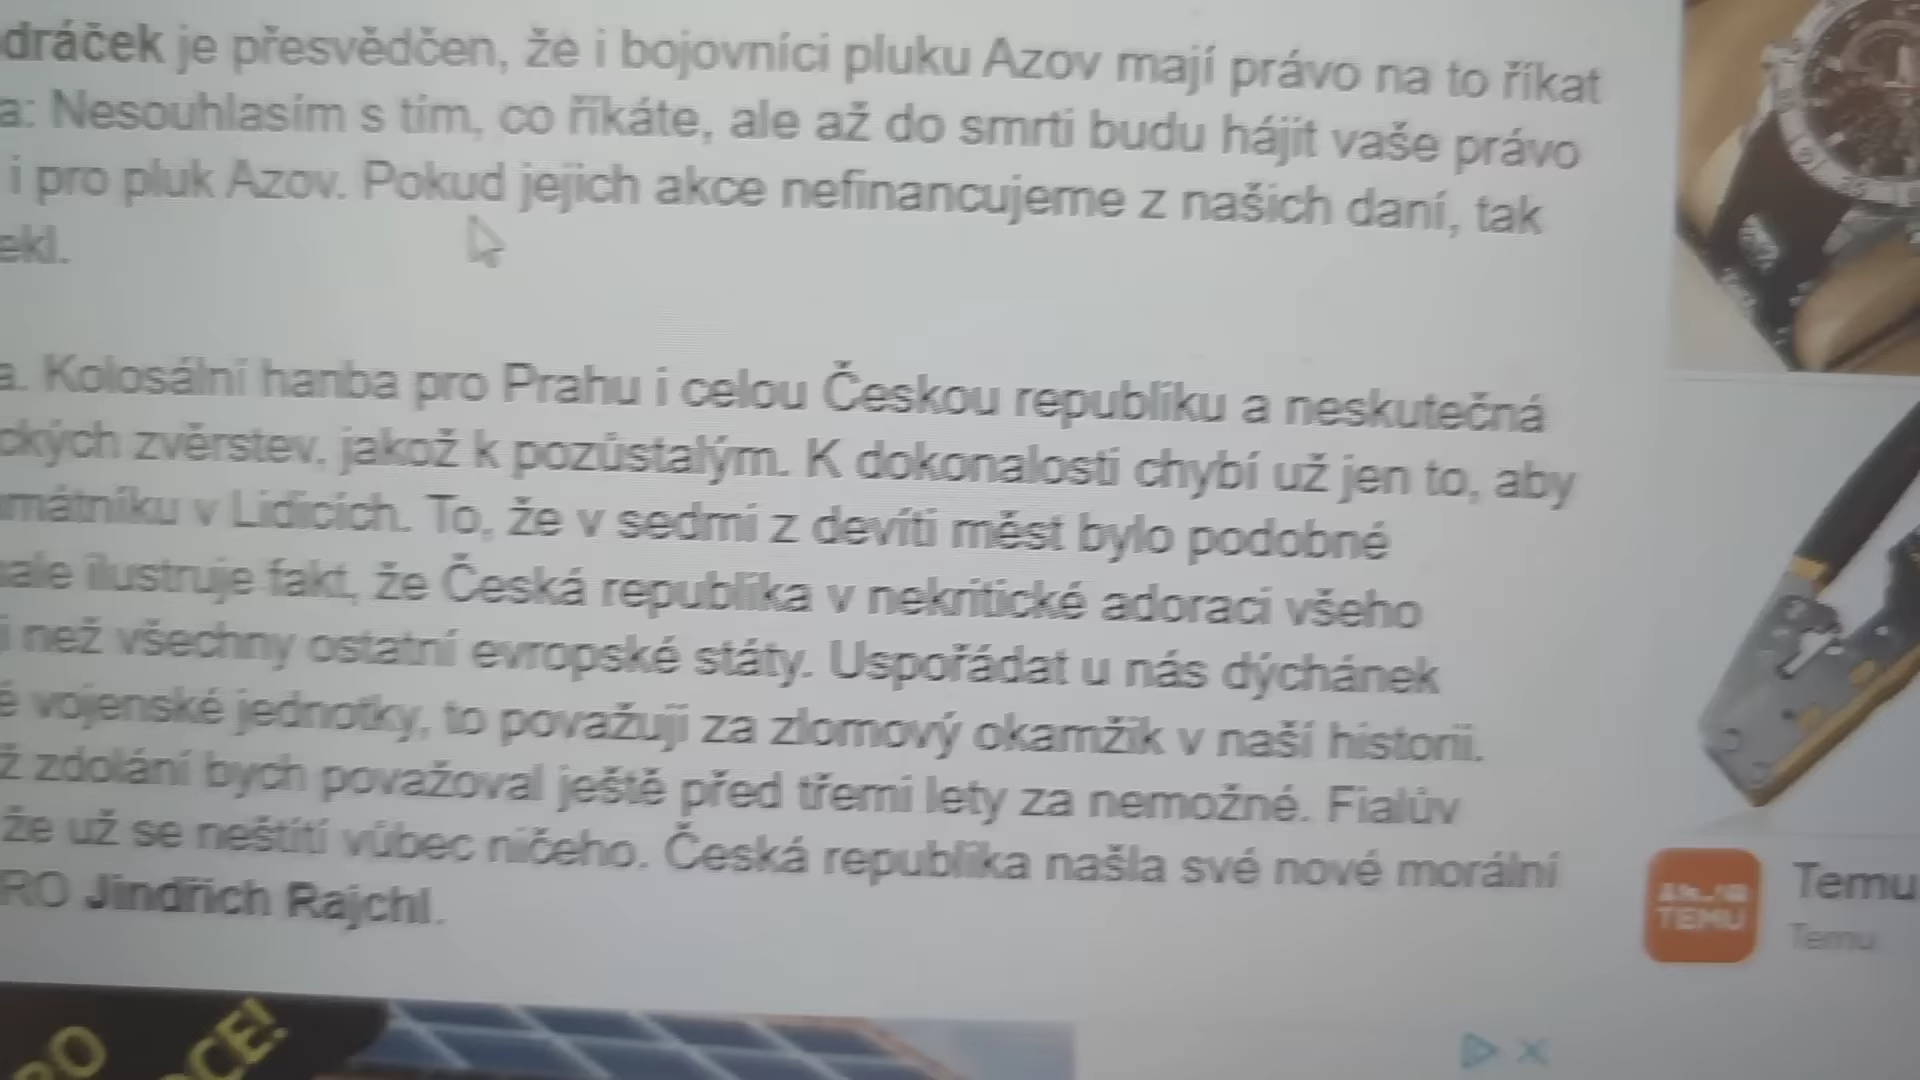 dráček je přesvědčen, že i bojovníci pluku Azov mají právo na to říkat
a: Nesouhlasím s tím, co říkáte, ale až do smrti budu hájit vaše právo
i pro pluk Azov. Pokud jejich akce nefinancujeme z našich daní, tak
ekl.
a. Kolosální hanba pro Prahu i celou Českou republiku a neskutečná
ckých zvěrstev, jakož k pozůstalým. K dokonalosti chybí už jen to, aby
mátníku v Lidicích. To, že v sedmi z devíti měst bylo podobné
ale ilustruje fakt, že Česká republika v nekritické adoraci všeho
i než všechny ostatní evropské státy. Uspořádat u nás dýchánek
é vojenské jednotky, to považuji za zlomový okamžik v naší historii.
ž zdolání bych považoval ještě před třemi lety za nemožné. Fialův
že už se neštítí vůbec ničeho. Česká republika našla své nové morální
RO Jindřich Rajchl.
TEMU
Temu
Temu
RO
CE!